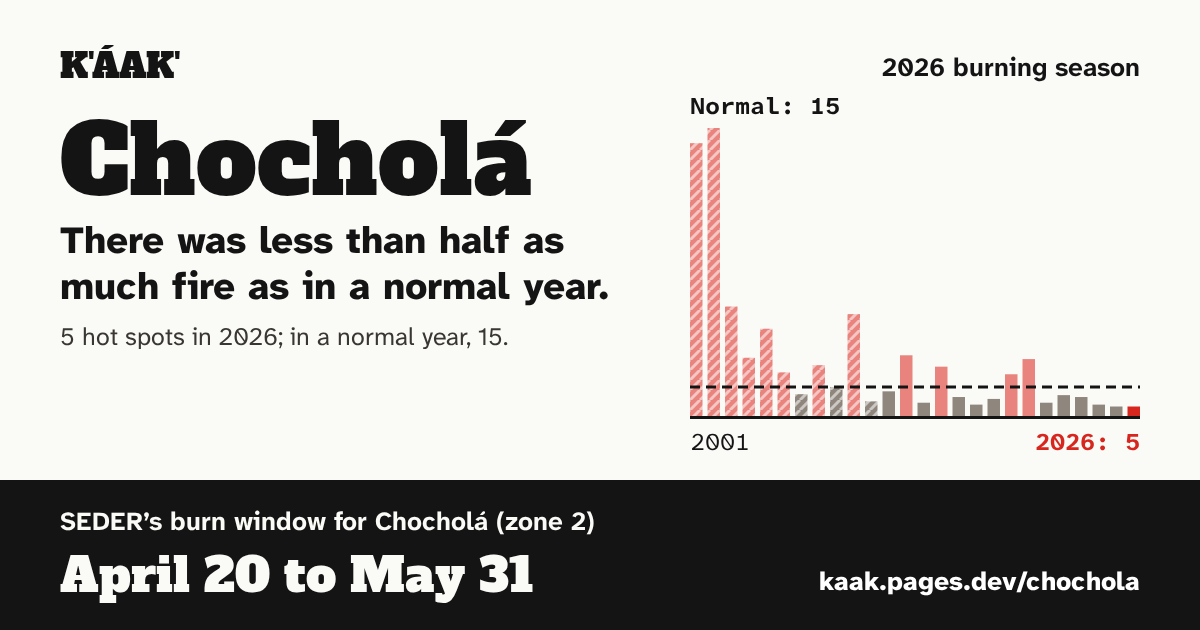 K'ÁAK'
2026 burning season
Chocholá
There was less than half as
much fire as in a normal year.
5 hot spots in 2026; in a normal year, 15.
Normal: 15
2001
2026: 5
SEDER’s burn window for Chocholá (zone 2)
April 20 to May 31
kaak.pages.dev/chochola